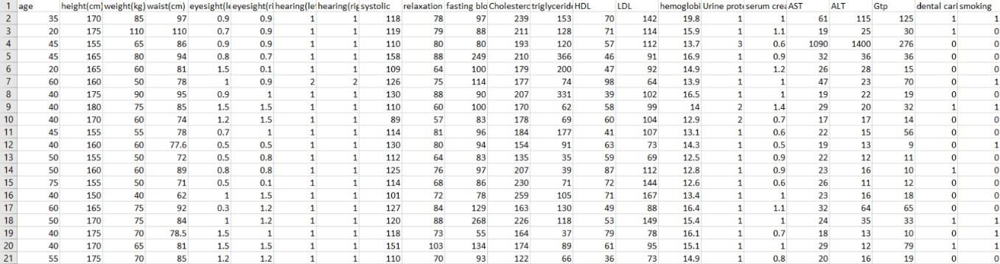 1 age height(cm) weight(kg) waist(cm) eyesight(le eyesight(ri hearing(le hearing(rig systolic relaxation fasting blo Cholesterc triglyceride HDL LDL hemoglobi Urine prot serum crea AST ALT Gtp dental cari smoking
2 35 170 85 97 0.9 0.9 1 1 118 78 97 239 153 70 142 19.8 1 1 61 115 125 1 1
3 20 175 110 110 0.7 0.9 1 1 119 79 88 211 128 71 114 15.9 1 1.1 19 25 30 1 0
4 45 155 65 86 0.9 0.9 1 1 110 80 80 193 120 57 112 13.7 3 0.6 1090 1400 276 0 0
5 45 165 80 94 0.8 0.7 1 1 158 88 249 210 366 46 91 16.9 1 0.9 32 36 36 0 0
6 20 165 60 81 1.5 0.1 1 1 109 64 100 179 200 47 92 14.9 1 1.2 26 28 15 0 0
7 60 160 50 78 1 0.9 2 2 126 75 114 177 74 98 64 13.9 1 1 47 23 70 0 1
8 40 175 90 95 0.9 1 1 1 130 88 90 207 331 39 102 16.5 1 1 19 22 19 0 0
9 40 180 75 85 1.5 1.5 1 1 110 60 100 170 62 58 99 14 2 1.4 29 20 32 1 1
10 40 170 60 74 1.2 1.5 1 1 89 57 83 178 69 60 104 12.9 2 0.7 17 17 14 0 0
11 45 155 55 78 0.7 1 1 1 114 81 96 184 177 41 107 13.1 1 0.6 22 15 56 0 0
12 40 160 60 77.6 0.5 0.5 1 1 130 80 94 154 91 63 73 14.3 1 0.5 19 13 9 0 1
13 50 155 50 72 0.5 0.8 1 1 112 64 83 135 35 59 69 12.5 1 0.9 22 12 11 0 0
14 50 160 60 89 0.8 0.8 1 1 125 76 97 207 39 87 112 12.8 1 0.9 23 16 10 1 0
15 75 155 50 71 0.5 0.1 1 1 114 68 86 230 71 72 144 12.6 1 0.6 26 11 12 0 0
16 40 150 40 62 1 1.5 1 1 101 72 78 259 105 71 167 13.4 1 1 23 16 18 0 0
17 60 165 75 92 0.3 1.2 1 1 127 84 129 163 130 49 88 16.4 1 1.1 32 64 65 0 0
18 50 170 75 84 1 1.2 1 1 120 88 268 226 118 53 149 15.4 1 1 24 35 33 1 1
19 40 175 70 78.5 1.5 1 1 1 118 73 55 164 37 79 78 16.1 1 0.7 18 13 10 0 1
20 40 170 65 81 1.5 1.5 1 1 151 103 134 174 89 61 95 15.1 1 1 29 12 79 1 1
21 55 175 70 85 1.2 1.2 1 1 110 70 93 122 66 36 73 14.9 1 0.8 20 16 19 0 0